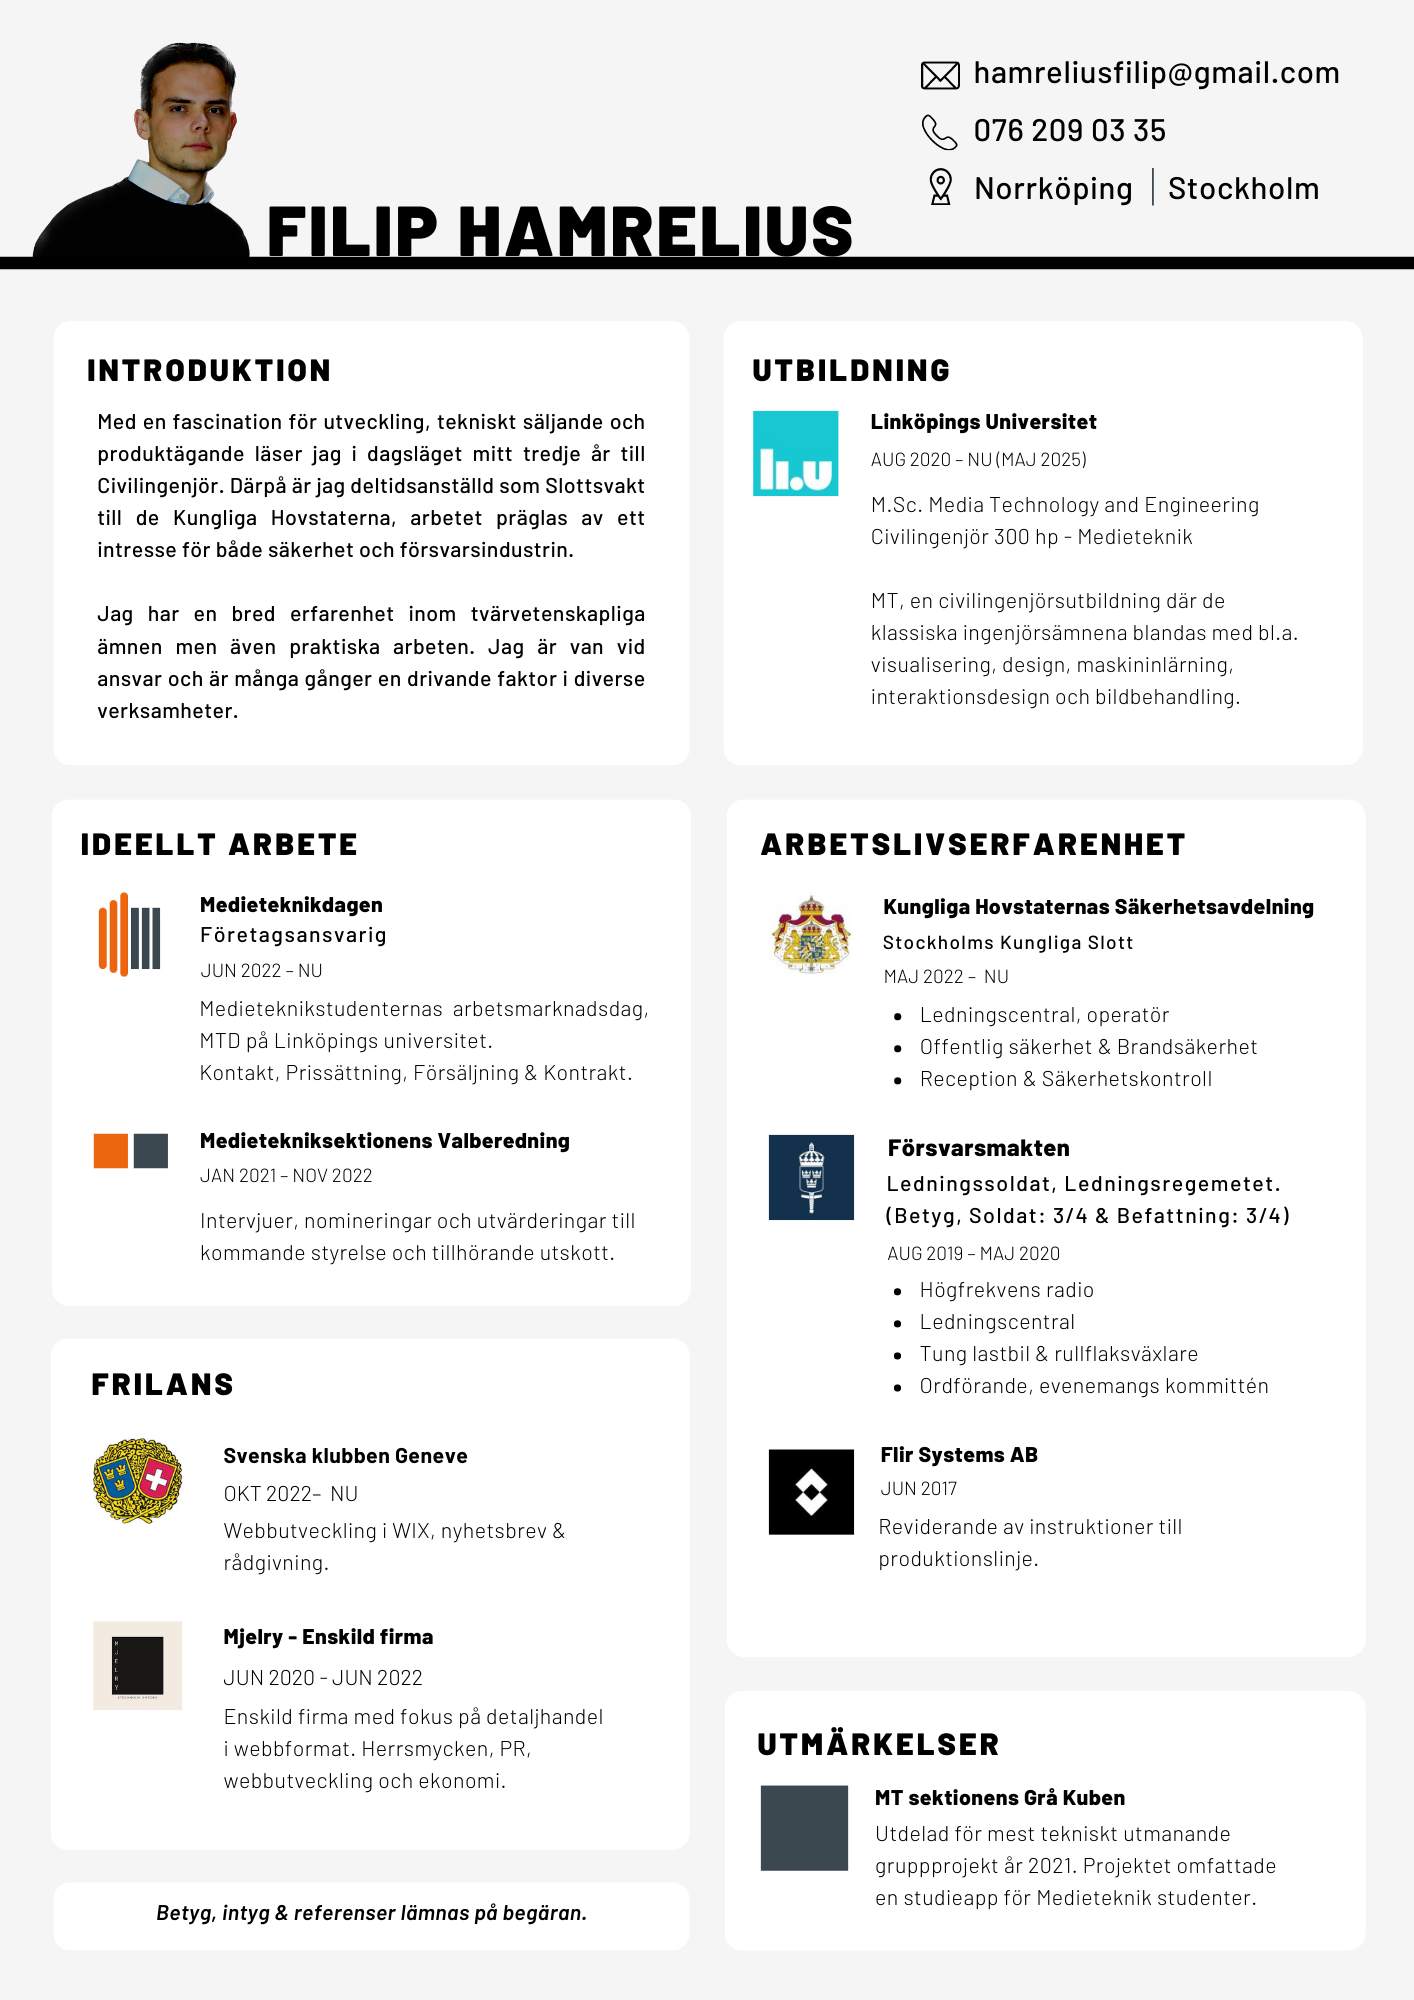 FILIP HAMRELIUS
hamreliusfilip@gmail.com
076 209 03 35
Norrköping | Stockholm
INTRODUKTION
Med en fascination för utveckling, tekniskt säljande och
produktägande läser jag i dagsläget mitt tredje år till
Civilingenjör. Därpå är jag deltidsanställd som Slottsvakt
till de Kungliga Hovstaterna, arbetet präglas av ett
intresse för både säkerhet och försvarsindustrin.
Jag har en bred erfarenhet inom tvärvetenskapliga
ämnen men även praktiska arbeten. Jag är van vid
ansvar och är många gånger en drivande faktor i diverse
verksamheter.
UTBILDNING
li.u
Linköpings Universitet
AUG 2020 – NU (MAJ 2025)
M.Sc. Media Technology and Engineering
Civilingenjör 300 hp - Medieteknik
MT, en civilingenjörsutbildning där de
klassiska ingenjörsämnena blandas med bl.a.
visualisering, design, maskininlärning,
interaktionsdesign och bildbehandling.
IDEELLT ARBETE
Medieteknikdagen
Företagsansvarig
JUN 2022 – NU
Medieteknikstudenternas arbetsmarknadsdag,
MTD på Linköpings universitet.
Kontakt, Prissättning, Försäljning & Kontrakt.
Medietekniksektionens Valberedning
JAN 2021 – NOV 2022
Intervjuer, nomineringar och utvärderingar till
kommande styrelse och tillhörande utskott.
FRILANS
Svenska klubben Geneve
OKT 2022– NU
Webbutveckling i WIX, nyhetsbrev &
rådgivning.
MJELRY
STOCKHOLM SWEDEN
Mjelry - Enskild firma
JUN 2020 - JUN 2022
Enskild firma med fokus på detaljhandel
i webbformat. Herrsmycken, PR,
webbutveckling och ekonomi.
Betyg, intyg & referenser lämnas på begäran.
ARBETSLIVSERFARENHET
Kungliga Hovstaternas Säkerhetsavdelning
Stockholms Kungliga Slott
MAJ 2022 – NU
• Ledningscentral, operatör
• Offentlig säkerhet & Brandsäkerhet
• Reception & Säkerhetskontroll
Försvarsmakten
Ledningssoldat, Ledningsregemetet.
(Betyg, Soldat: 3/4 & Befattning: 3/4)
AUG 2019 – MAJ 2020
• Högfrekvens radio
• Ledningscentral
• Tung lastbil & rullflaksväxlare
• Ordförande, evenemangs kommittén
Flir Systems AB
JUN 2017
Reviderande av instruktioner till
produktionslinje.
UTMÄRKELSER
MT sektionens Grå Kuben
Utdelad för mest tekniskt utmanande
gruppprojekt år 2021. Projektet omfattade
en studieapp för Medieteknik studenter.